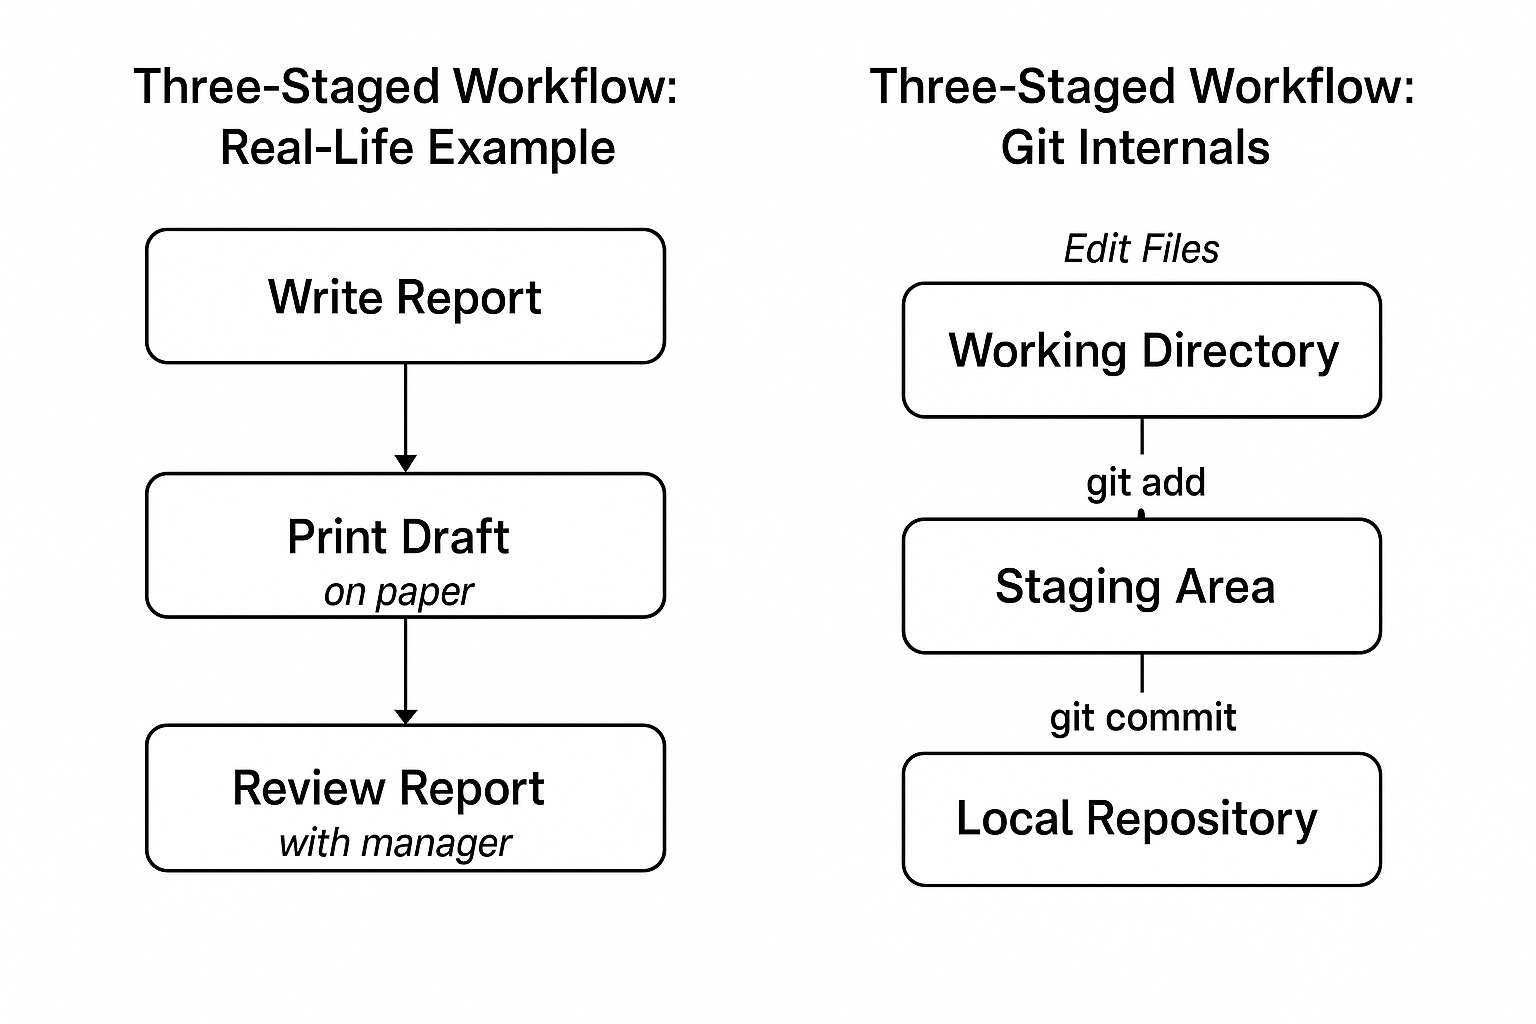 Three-Staged Workflow:
Real-Life Example
Write Report
Print Draft
on paper
Review Report
with manager
Three-Staged Workflow:
Git Internals
Edit Files
Working Directory
git add
Staging Area
git commit
Local Repository